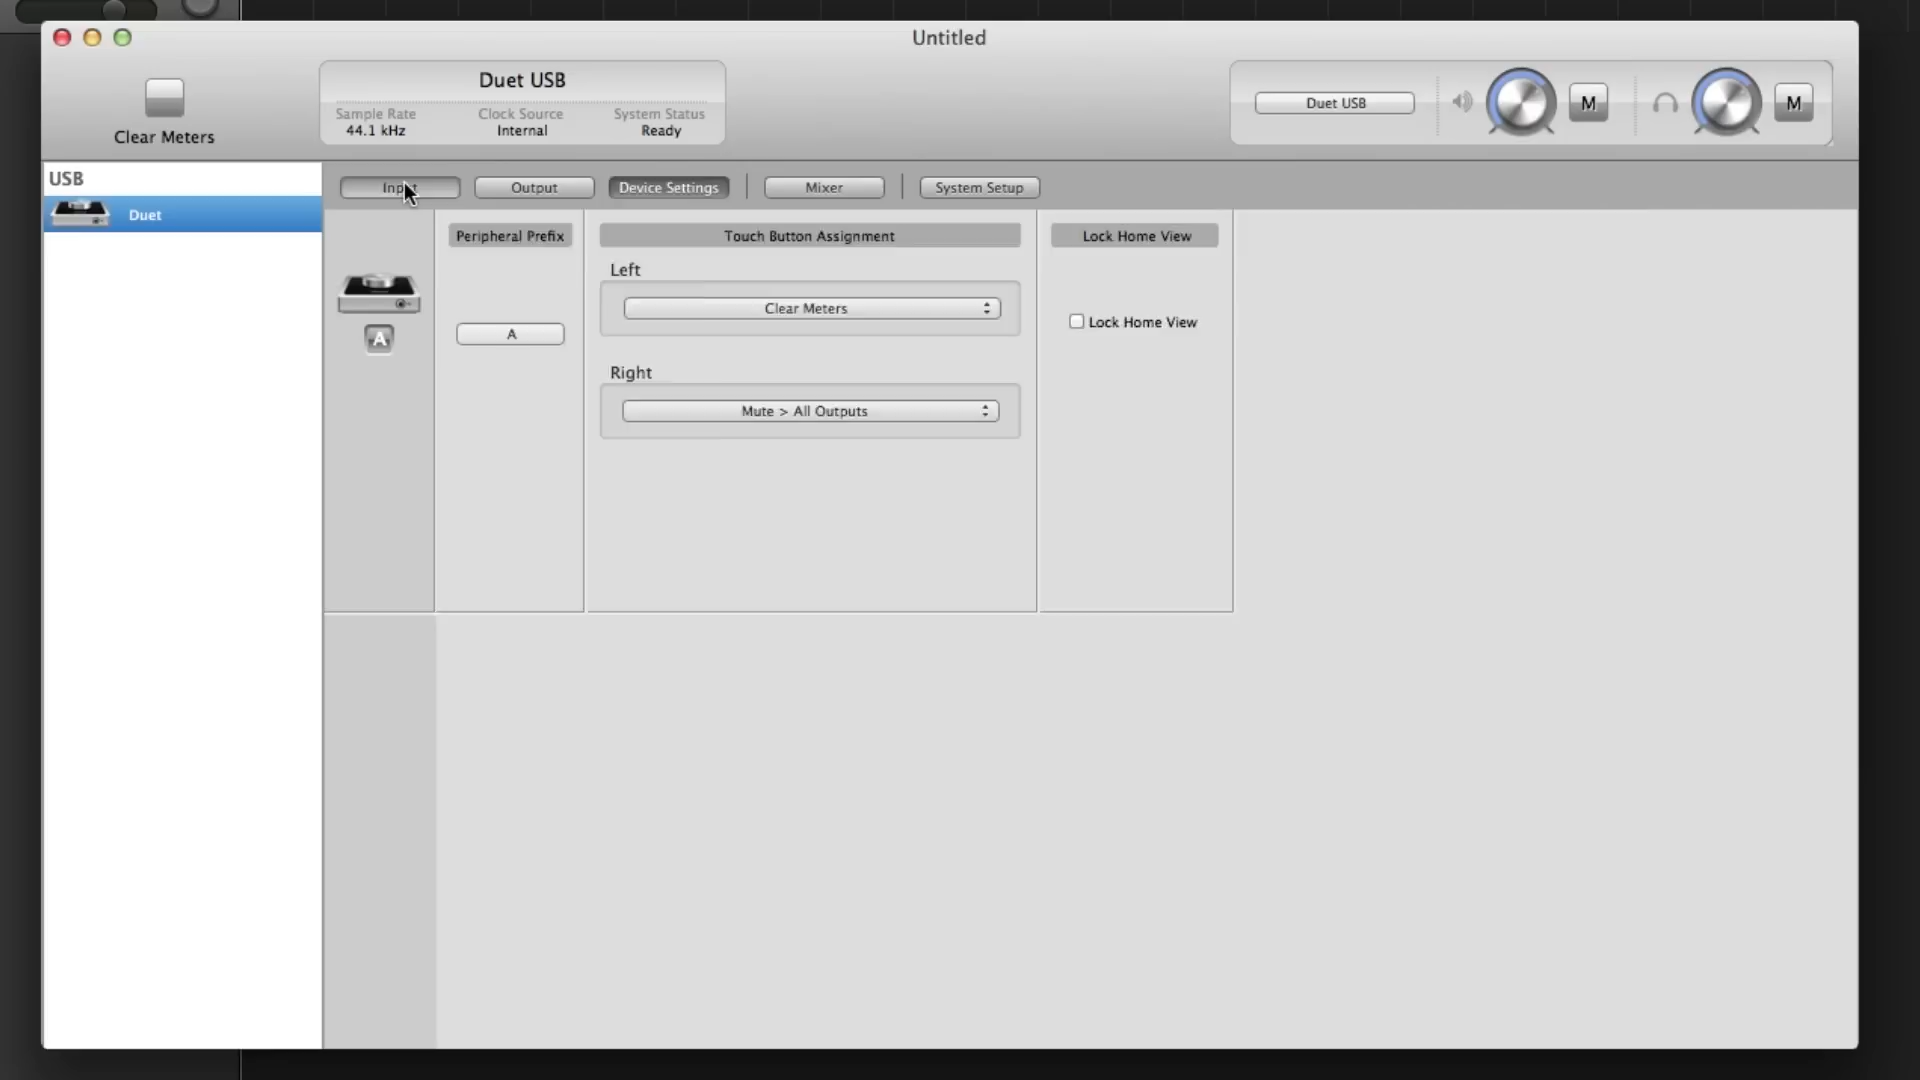 Untitled
Clear Meters
Duet USB
Sample Rate Clock Source System Status
44.1 kHz Internal Ready
Duet USB M M
USB
Duet
Input Output Device Settings Mixer System Setup
Peripheral Prefix Touch Button Assignment Lock Home View
Left
Clear Meters
Lock Home View
A A
Right
Mute > All Outputs